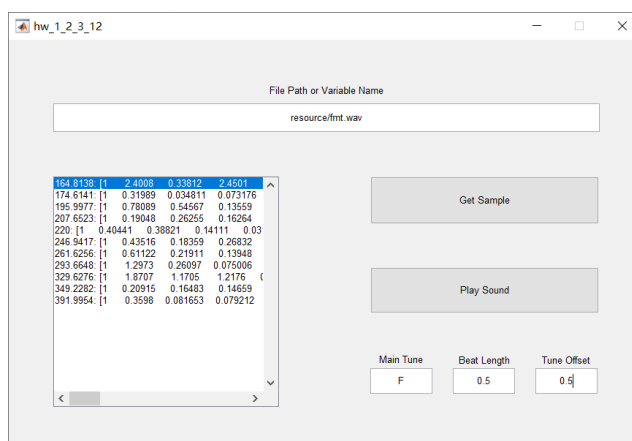 hw_1_2_3_12
File Path or Variable Name
resource/fmt.wav
164.8138: [1 2.4008 0.33812 2.4501
174.6141: [1 0.31989 0.034811 0.073176
195.9977: [1 0.78089 0.54567 0.13559
207.6523: [1 0.19048 0.26255 0.16264
220: [1 0.40441 0.38821 0.14111 0.03
246.9417: [1 0.43516 0.18359 0.26832
261.6256: [1 0.61122 0.21911 0.13948
293.6648: [1 1.2973 0.26097 0.075006
329.6276: [1 1.8707 1.1705 1.2176
349.2282: [1 0.20915 0.16483 0.14659
391.9954: [1 0.3598 0.081653 0.079212
Get Sample
Play Sound
Main Tune Beat Length Tune Offset
F 0.5 0.5